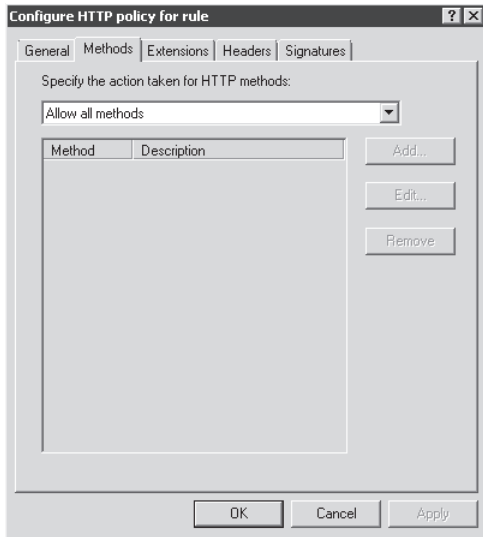 Configure HTTP policy for rule
General Methods Extensions Headers Signatures
Specify the action taken for HTTP methods:
Allow all methods
Method Description
Add...
Edit...
Remove
OK Cancel Apply